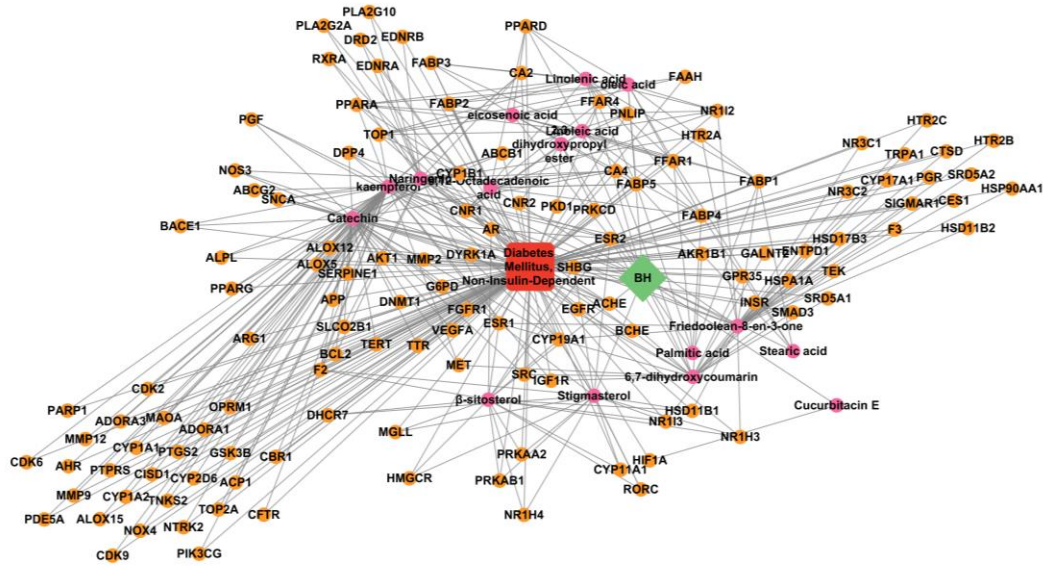 PLA2G10
PLA2G2A
DRD2
EDNRB
PPARD
RXRA
EDNRA
FABP3
CA2
Linolenic acid
oleic acid
FAAH
PPARA
FABP2
FFAR4
PNLIP
NR1I2
PGF
TOP1
eicosenoic acid
Linoleic acid
dihydroxypropyl
ester
HTR2A
HTR2C
DPP4
ABCB1
NR3C1
HTR2B
NOS3
CYP1B1
CA4
FFAR1
TRPA1
CTSD
ABCG2
kaempferol
FABP5
FABP1
CYP17A1
PGR
SRD5A2
SNCA
acid
NR3C2
HSP90AA1
BACE1
Catechin
CNR1
CNR2
PKD1
PRKCD
FABP4
SIGMAR1
CES1
AR
F3
HSD11B2
ALOX12
ESR2
HSD17B3
ALPL
ALOX5
AKT1
MMP2
DYRK1A
Diabetes
Mellitus,
Non-Insulin-Dependent
SHBG
AKR1B1
GALNT2
ENTPD1
SERPINE1
BH
GPR35
HSPA1A
TEK
PPARG
G6PD
APP
DNMT1
FGFR1
EGFR
ACHE
INSR
SRD5A1
SMAD3
SLCO2B1
VEGFA
ESR1
BCHE
Friedoolean-8-en-3-one
ARG1
TERT
TTR
CYP19A1
BCL2
Palmitic acid
Stearic acid
F2
MET
SRC
IGF1R
6,7-dihydroxycoumarin
CDK2
β-sitosterol
Stigmasterol
Cucurbitacin E
PARP1
ADORA3
MAOA
OPRM1
DHCR7
HSD11B1
NR1I3
ADORA1
MGLL
NR1H3
MMP12
CYP1A1
PTGS2
GSK3B
CBR1
PRKAA2
HIF1A
CDK6
AHR
PTPRS
CISD1
CYP2D6
ACP1
HMGCR
PRKAB1
CYP11A1
RORC
MMP9
CYP1A2
TNKS2
TOP2A
CFTR
NR1H4
PDE5A
ALOX15
NOX4
NTRK2
CDK9
PIK3CG